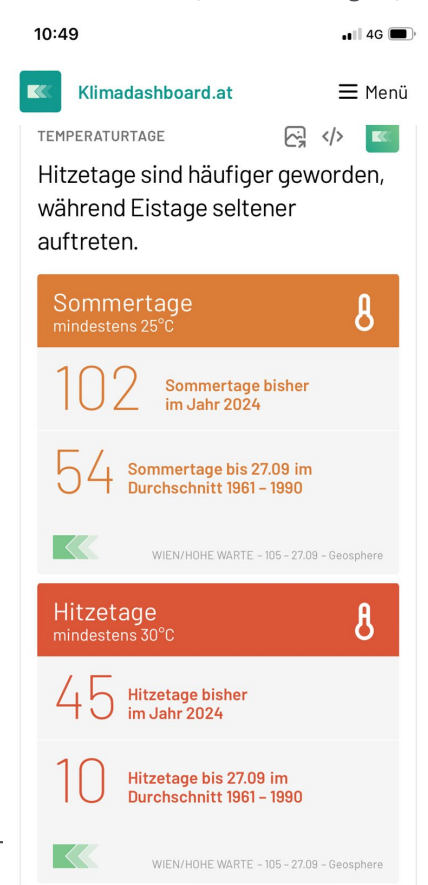 10:49
4G
Klimadashboard.at
Menü
TEMPERATURTAGE
</>
Hitzetage sind häufiger geworden,
während Eistage seltener
auftreten.
Sommertage
mindestens 25°C
102
Sommertage bisher
im Jahr 2024
54
Sommertage bis 27.09 im
Durchschnitt 1961 – 1990
WIEN/HOHE WARTE – 105 – 27.09 – Geosphere
Hitzetage
mindestens 30°C
45
Hitzetage bisher
im Jahr 2024
10
Hitzetage bis 27.09 im
Durchschnitt 1961 – 1990
WIEN/HOHE WARTE – 105 – 27.09 – Geosphere